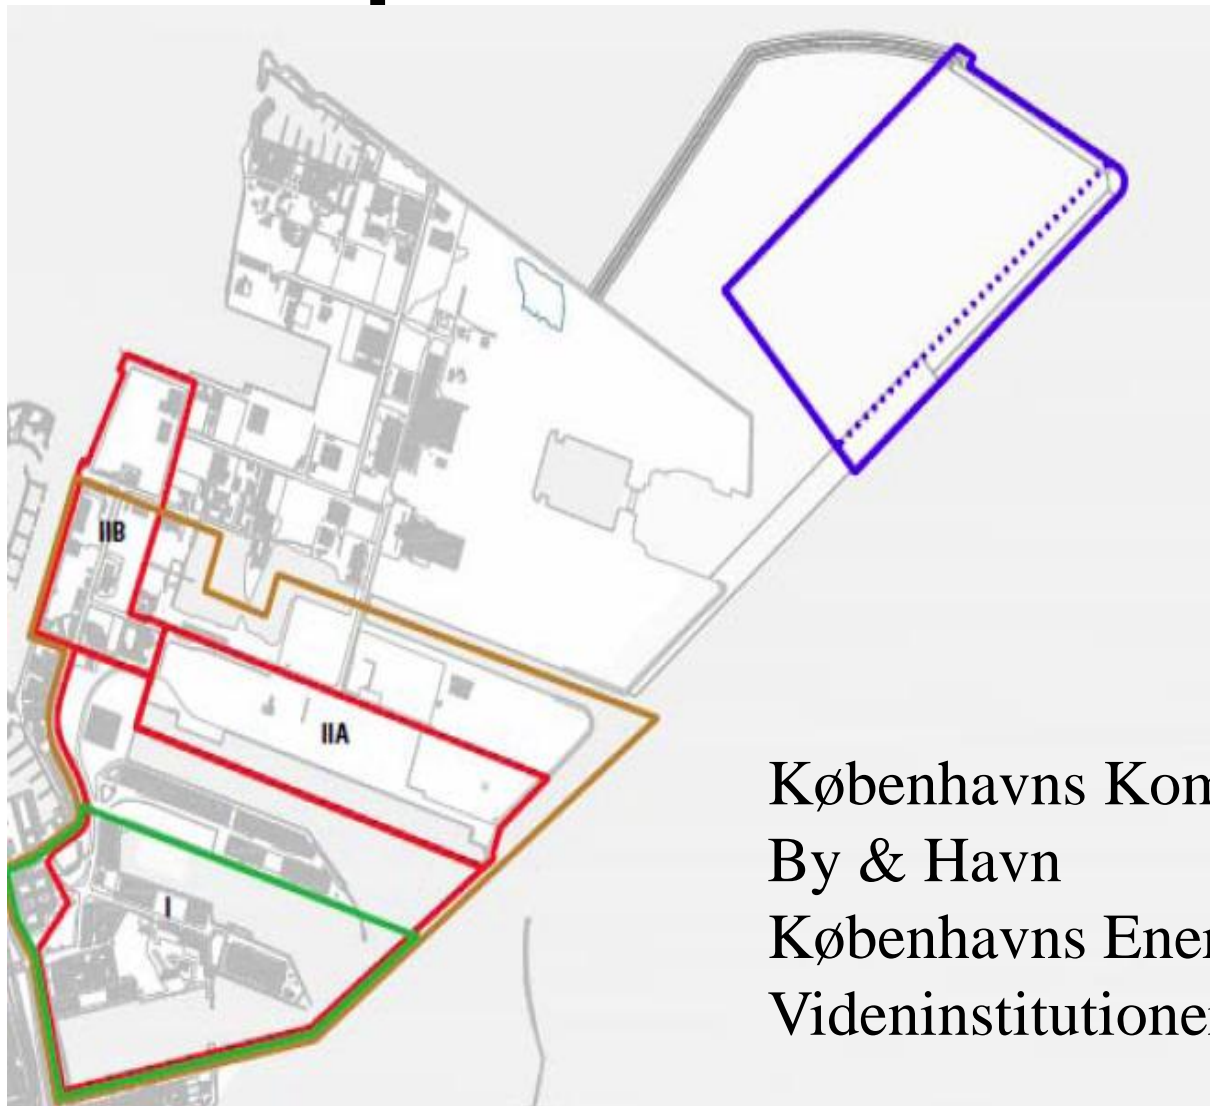 IIB
IIA
I
Københavns Kom
By & Havn
Københavns Ener
Videninstitutioner